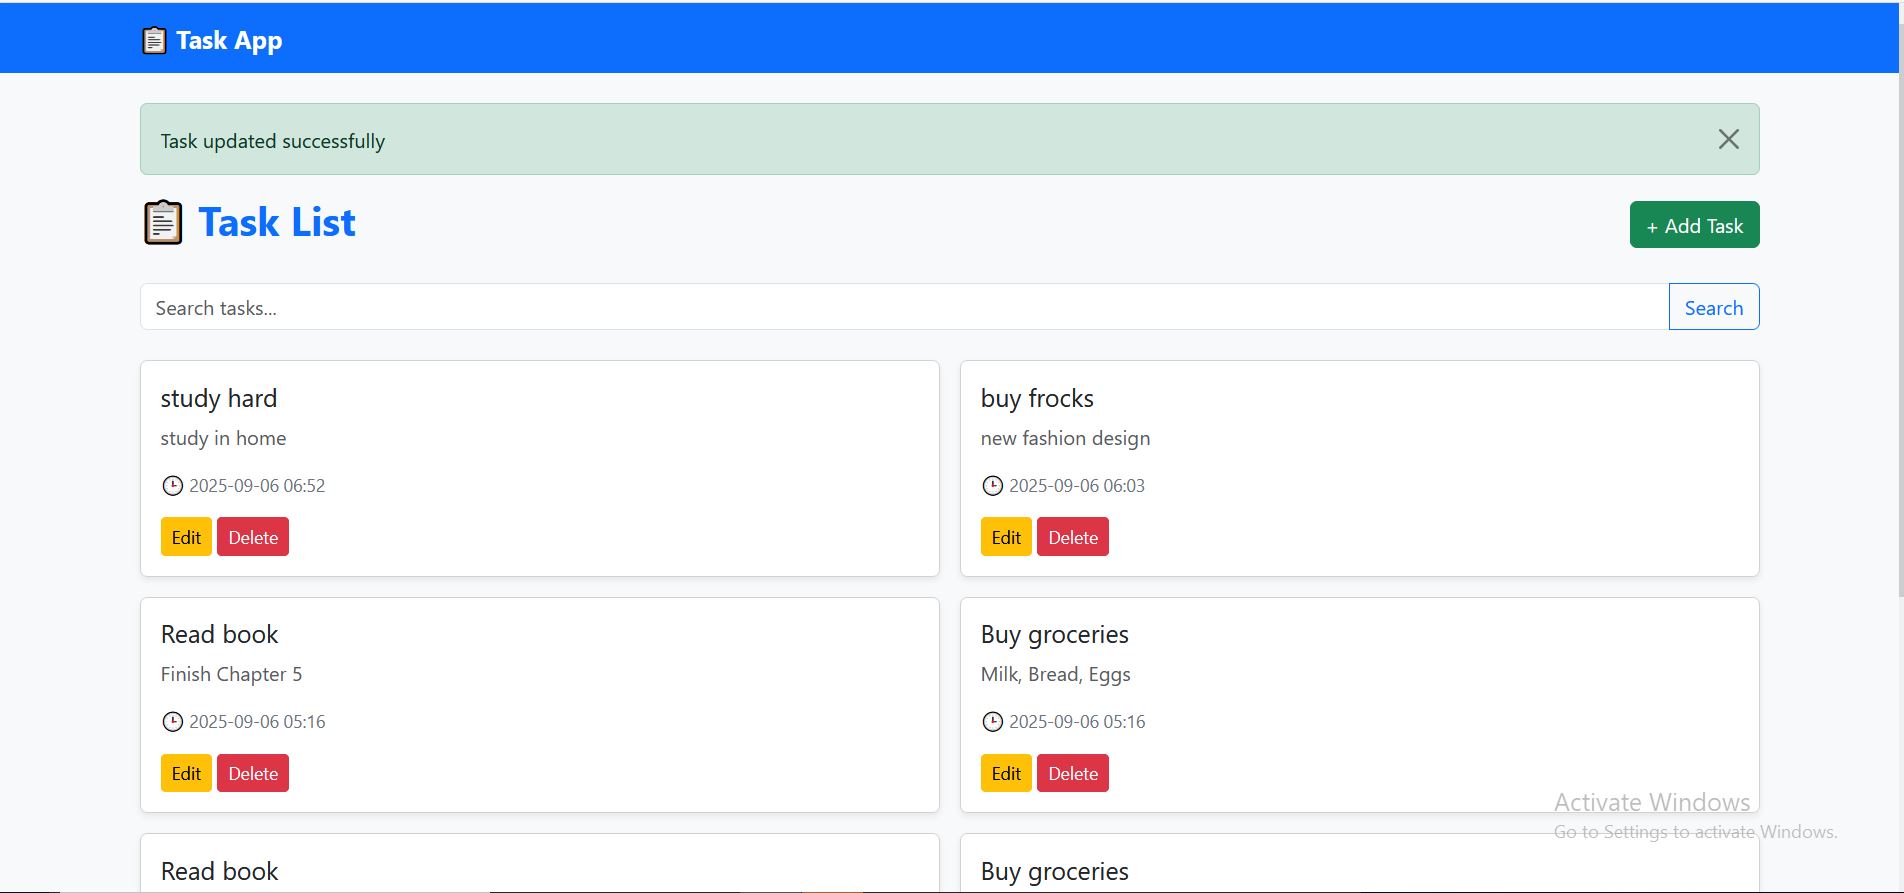 Task App
Task updated successfully
Task List
+ Add Task
Search tasks...
Search
study hard
study in home
2025-09-06 06:52
Edit
Delete
buy frocks
new fashion design
2025-09-06 06:03
Edit
Delete
Read book
Finish Chapter 5
2025-09-06 05:16
Edit
Delete
Buy groceries
Milk, Bread, Eggs
2025-09-06 05:16
Edit
Delete
Read book
Buy groceries
Activate Windows
Go to Settings to activate Windows.